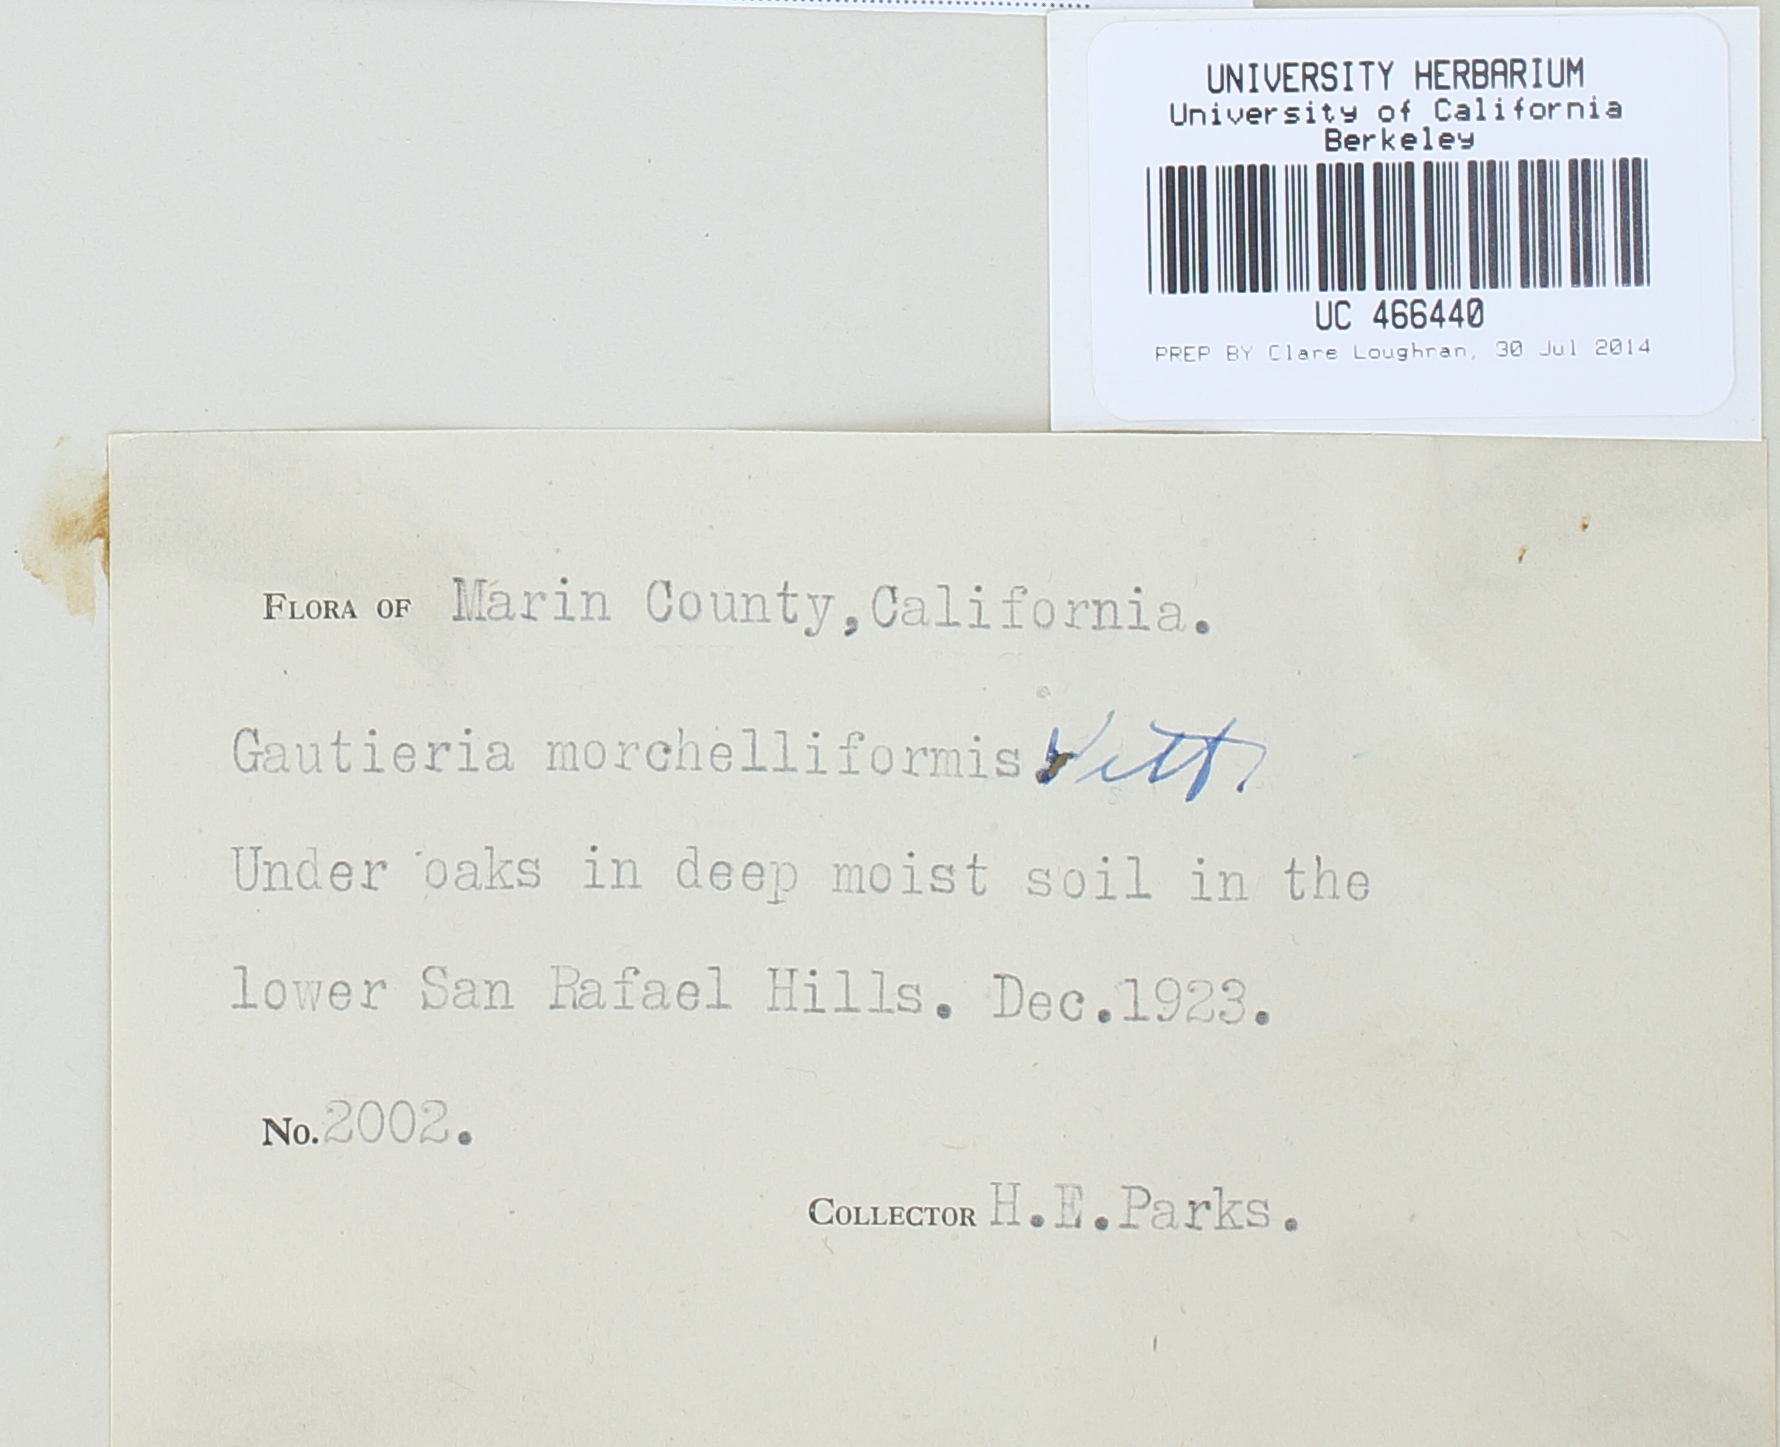 UNIVERSITY HERBARIUM
University of California
Berkeley
UC 466440
PREP BY Clare Loughran, 30 Jul 2014
FLORA OF Marin County,California.
Gautieria morchelliformis Vitt.
Under oaks in deep moist soil in the
lower San Rafael Hills. Dec.1923.
No.2002.
COLLECTOR H.E.Parks.